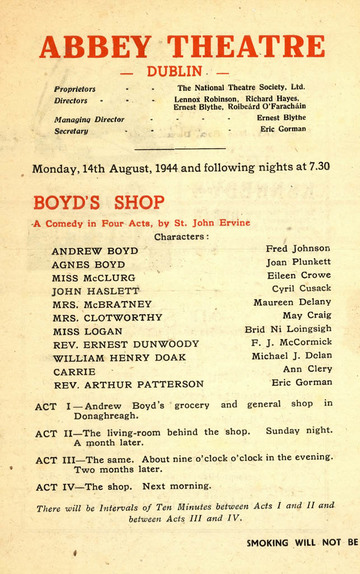 ABBEY THEATRE
— DUBLIN —
Proprietors - - The National Theatre Society, Ltd.
Directors - - - Lennox Robinson, Richard Hayes.
Ernest Blythe, Roibeárd O'Faracháin
Managing Director - - - - Ernest Blythe
Secretary - - - - - Eric Gorman
Monday, 14th August, 1944 and following nights at 7.30
BOYD'S SHOP
A Comedy in Four Acts, by St. John Ervine
Characters :
ANDREW BOYD Fred Johnson
AGNES BOYD Joan Plunkett
MISS McCLURG Eileen Crowe
JOHN HASLETT Cyril Cusack
MRS. McBRATNEY Maureen Delany
MRS. CLOTWORTHY May Craig
MISS LOGAN Brid Ni Loingsigh
REV. ERNEST DUNWOODY F. J. McCormick
WILLIAM HENRY DOAK Michael J. Dolan
CARRIE Ann Clery
REV. ARTHUR PATTERSON Eric Gorman
ACT I—Andrew Boyd's grocery and general shop in
Donaghreagh.
ACT II—The living-room behind the shop. Sunday night.
A month later.
ACT III—The same. About nine o'clock o'clock in the evening.
Two months later.
ACT IV—The shop. Next morning.
There will be Intervals of Ten Minutes between Acts I and II and
between Acts III and IV.
SMOKING WILL NOT BE